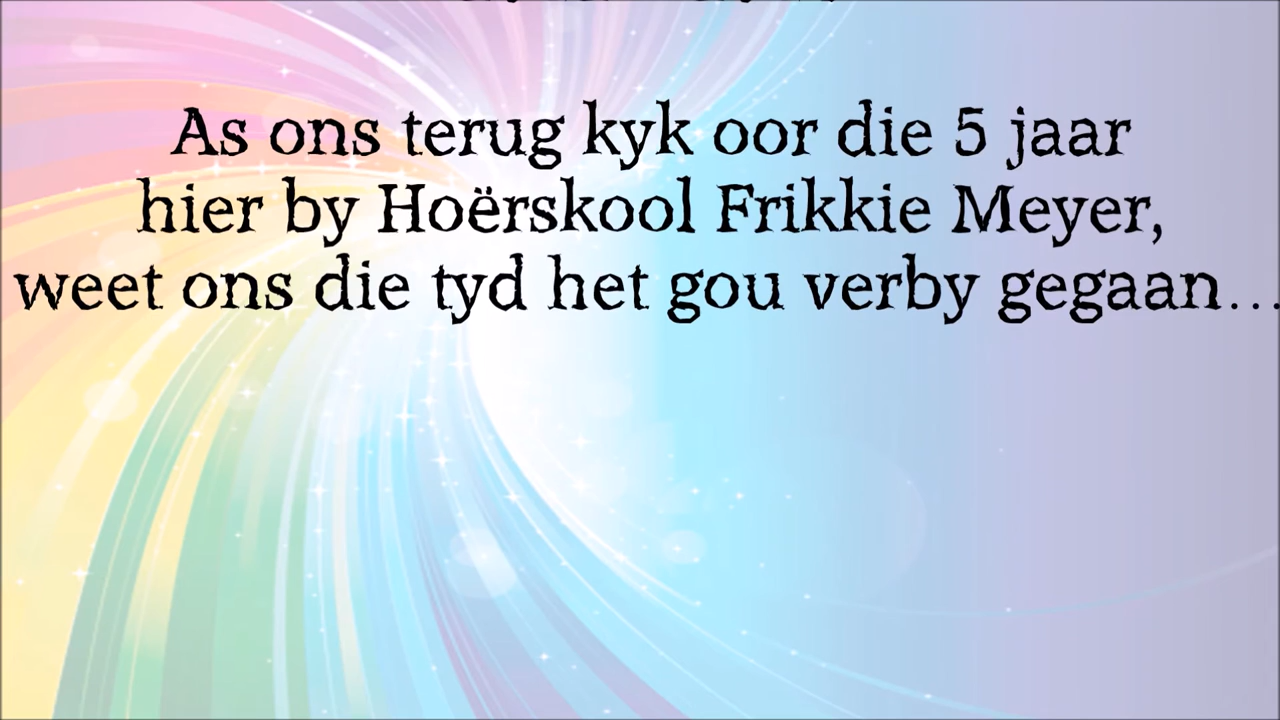 As ons terug kyk oor die 5 jaar
hier by Hoërskool Frikkie Meyer,
weet ons die tyd het gou verby gegaan...